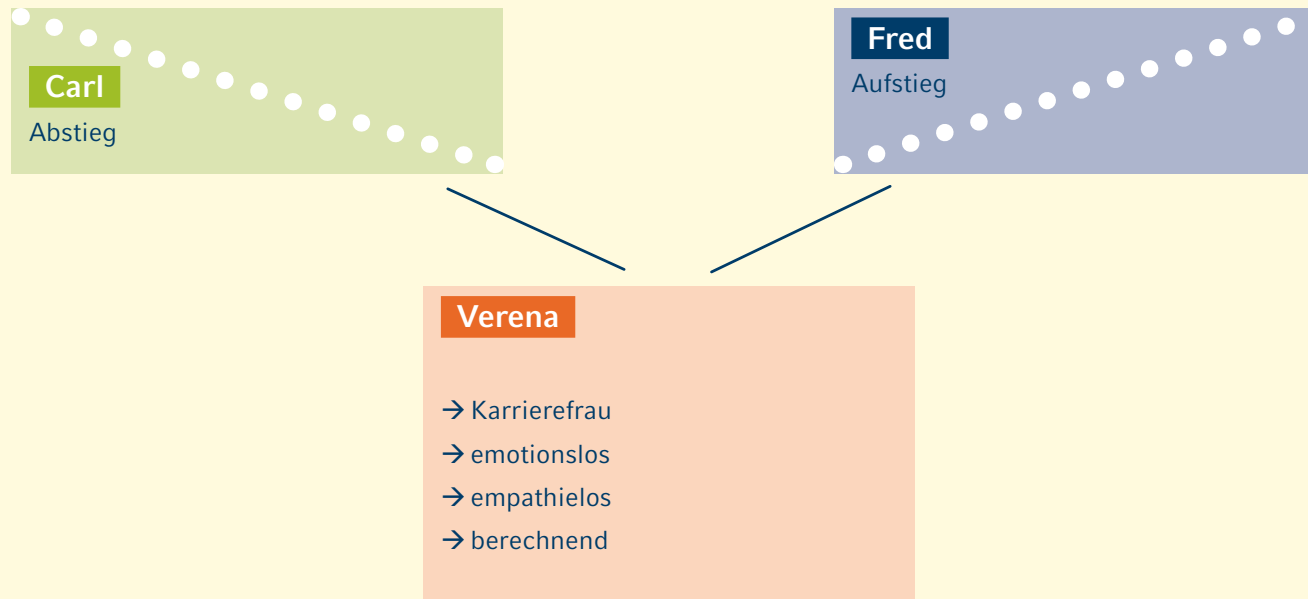 Carl
Abstieg
Fred
Aufstieg
Verena
→ Karrierefrau
→ emotionslos
→ empathielos
→ berechnend